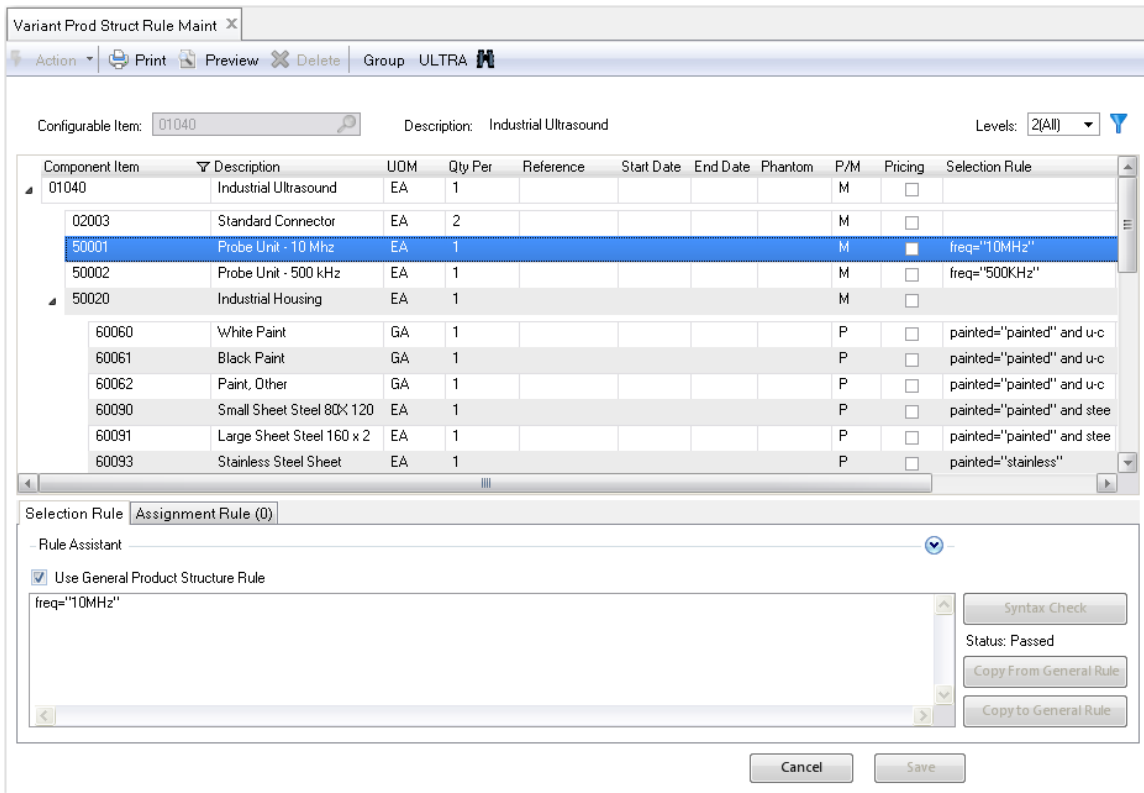 Variant Prod Struct Rule Maint
Action Print Preview Delete Group ULTRA
Configurable Item: 01040 Description: Industrial Ultrasound Levels: 2(All)
Component Item Description UOM Qty Per Reference Start Date End Date Phantom P/M Pricing Selection Rule
01040 Industrial Ultrasound EA 1 M
02003 Standard Connector EA 2 M
50001 Probe Unit - 10 Mhz EA 1 M freq="10MHz"
50002 Probe Unit - 500 kHz EA 1 M freq="500KHz"
50020 Industrial Housing EA 1 M
60060 White Paint GA 1 P painted="painted" and u-c
60061 Black Paint GA 1 P painted="painted" and u-c
60062 Paint, Other GA 1 P painted="painted" and u-c
60090 Small Sheet Steel 80X 120 EA 1 P painted="painted" and stee
60091 Large Sheet Steel 160 x 2 EA 1 P painted="painted" and stee
60093 Stainless Steel Sheet EA 1 P painted="stainless"
Selection Rule Assignment Rule (0)
Rule Assistant
Use General Product Structure Rule
freq="10MHz"
Syntax Check
Status: Passed
Copy From General Rule
Copy to General Rule
Cancel Save